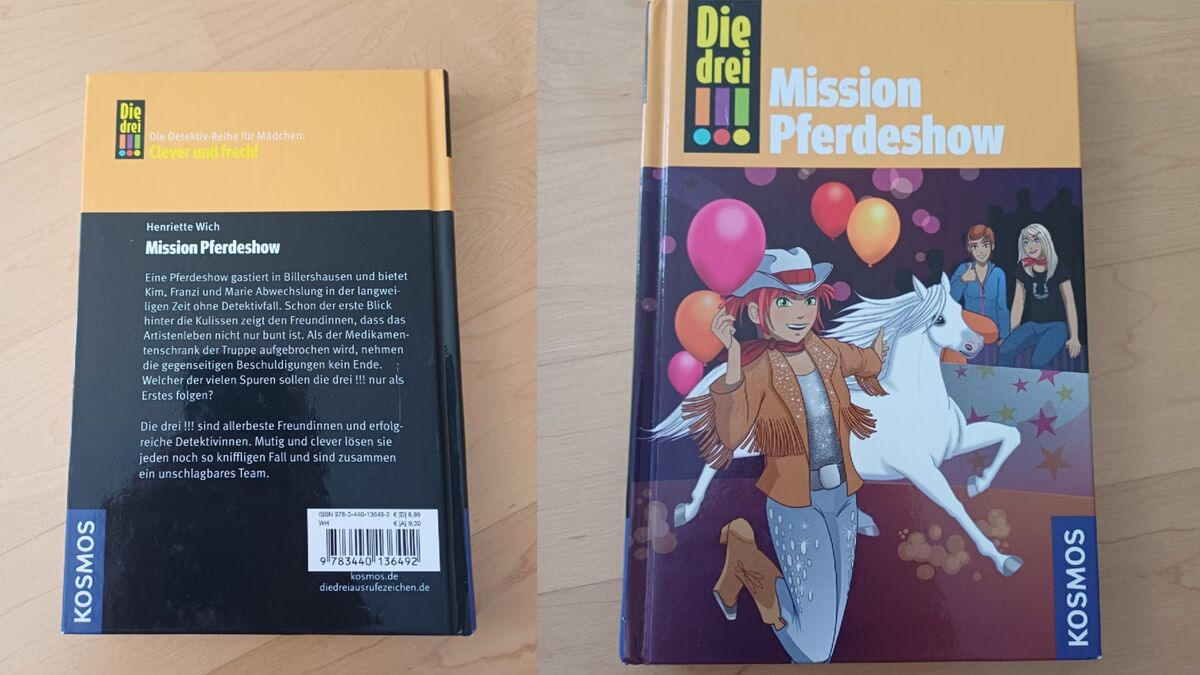 Die
drei
!!!
Die Detektiv-Reihe für Mädchen:
Clever und frech!
Henriette Wich
Mission Pferdeshow
Eine Pferdeshow gastiert in Billershausen und bietet
Kim, Franzi und Marie Abwechslung in der langwei-
ligen Zeit ohne Detektivfall. Schon der erste Blick
hinter die Kulissen zeigt den Freundinnen, dass das
Artistenleben nicht nur bunt ist. Als der Medikamen-
tenschrank der Truppe aufgebrochen wird, nehmen
die gegenseitigen Beschuldigungen kein Ende.
Welcher der vielen Spuren sollen die drei !!! nur als
Erstes folgen?
Die drei !!! sind allerbeste Freundinnen und erfolg-
reiche Detektivinnen. Mutig und clever lösen sie
jeden noch so kniffligen Fall und sind zusammen
ein unschlagbares Team.
ISBN 978-3-440-13649-2 € [D] 8,99
WH € [A] 9,30
9 783440 136492
kosmos.de
diedreiausrufezeichen.de
KOSMOS
Die
drei
!!!
Mission
Pferdeshow
KOSMOS